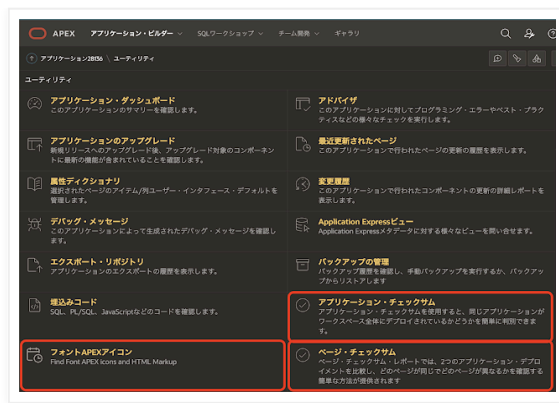 APEX アプリケーション・ビルダー SQLワークショップ チーム開発 ギャラリ
アプリケーション28136 \ ユーティリティ
ユーティリティ
アプリケーション・ダッシュボード
このアプリケーションのサマリーを確認します。
アドバイザ
このアプリケーションに対してプログラミング・エラーやベスト・プラク
ティスなどの様々なチェックを実行します。
アプリケーションのアップグレード
新規リリースへのアップグレード後、アップグレード対象のコンポーネン
トに最新の機能が含まれていることを確認します。
最近更新されたページ
このアプリケーションで行われたページの更新の履歴を表示します。
属性ディクショナリ
選択されたページのアイテム/列ユーザー・インタフェース・デフォルトを
管理します。
変更履歴
このアプリケーションで行われたコンポーネントの更新の詳細レポートを
表示します。
デバッグ・メッセージ
このアプリケーションによって生成されたデバッグ・メッセージを確認し
ます。
Application Expressビュー
Application Expressメタデータに対する様々なビューを問い合せます。
エクスポート・リポジトリ
アプリケーションのエクスポートの履歴を表示します。
バックアップの管理
バックアップ履歴を確認し、手動バックアップを実行するか、バックアッ
プからリストアします
埋込みコード
SQL、PL/SQL、JavaScriptなどのコードを確認します。
アプリケーション・チェックサム
アプリケーション・チェックサムを使用すると、同じアプリケーションが
ワークスペース全体にデプロイされているかどうかを簡単に判別できま
す。
フォントAPEXアイコン
Find Font APEX icons and HTML Markup
ページ・チェックサム
ページ・チェックサム・レポートでは、2つのアプリケーション・デプロ
イメントを比較し、どのページが同じでどのページが異なるかを確認する
簡単な方法が提供されます